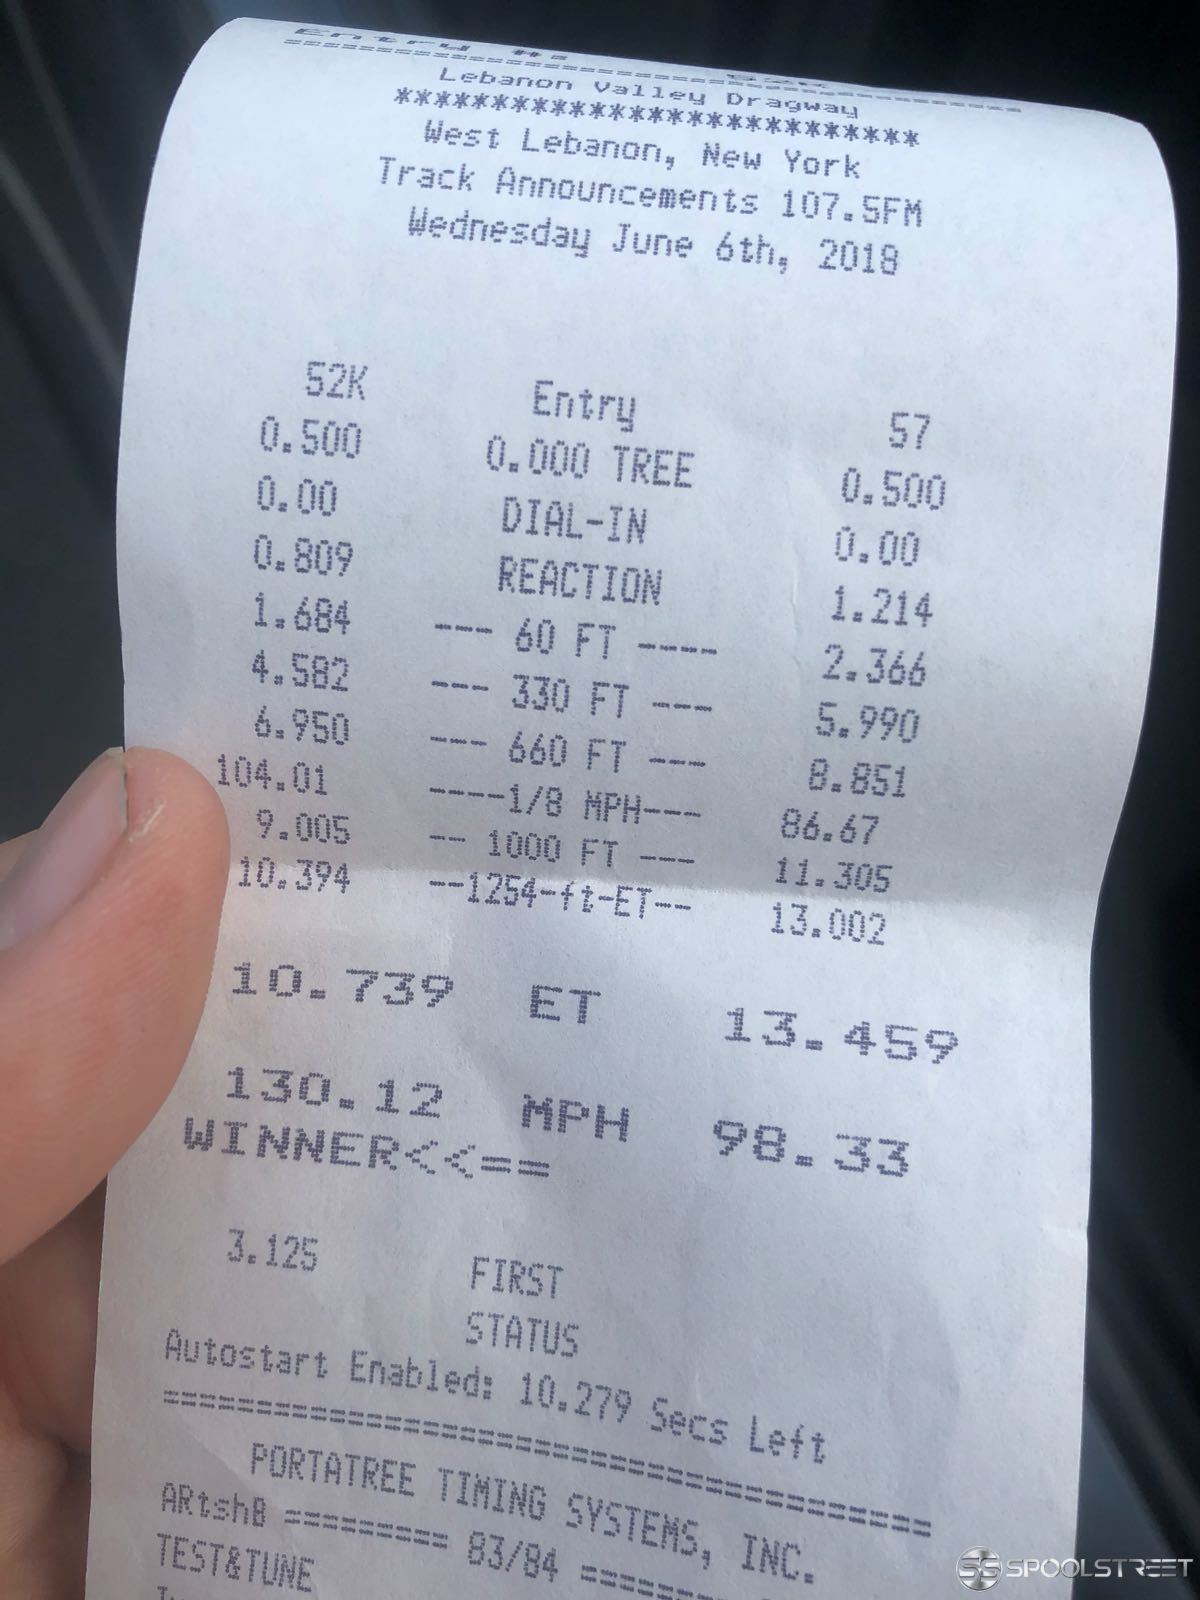 Entry #: 52K
==============================
Lebanon Valley Dragway
***************************
West Lebanon, New York
Track Announcements 107.5FM
Wednesday June 6th, 2018
52K Entry 57
0.500 0.000 TREE 0.500
0.00 DIAL-IN 0.00
0.809 REACTION 1.214
1.684 --- 60 FT ---- 2.366
4.582 --- 330 FT --- 5.990
6.950 --- 660 FT --- 8.851
104.01 ----1/8 MPH--- 86.67
9.005 -- 1000 FT --- 11.305
10.394 --1254-ft-ET-- 13.002
10.739 ET 13.459
130.12 MPH 98.33
WINNER<<==
3.125 FIRST
STATUS
Autostart Enabled: 10.279 Secs Left
========================================
PORTATREE TIMING SYSTEMS, INC.
ARtshB ======== 83/84 ========
TEST&TUNE
SS SPOOLSTREET